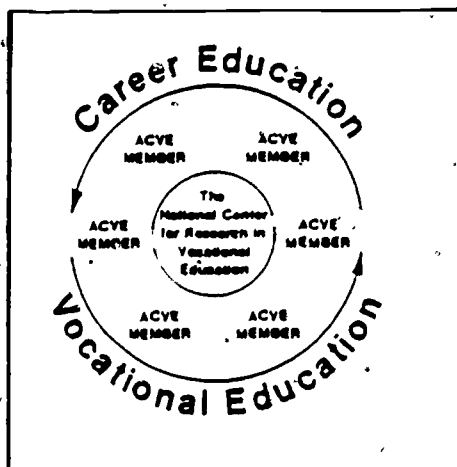 Career Education
ACVE
MEMBER
ACVE
MEMBER
ACVE
MEMBER
The
National Center
for Research in
Vocational
Education
ACVE
MEMBER
ACVE
MEMBER
ACVE
MEMBER
Vocational Education